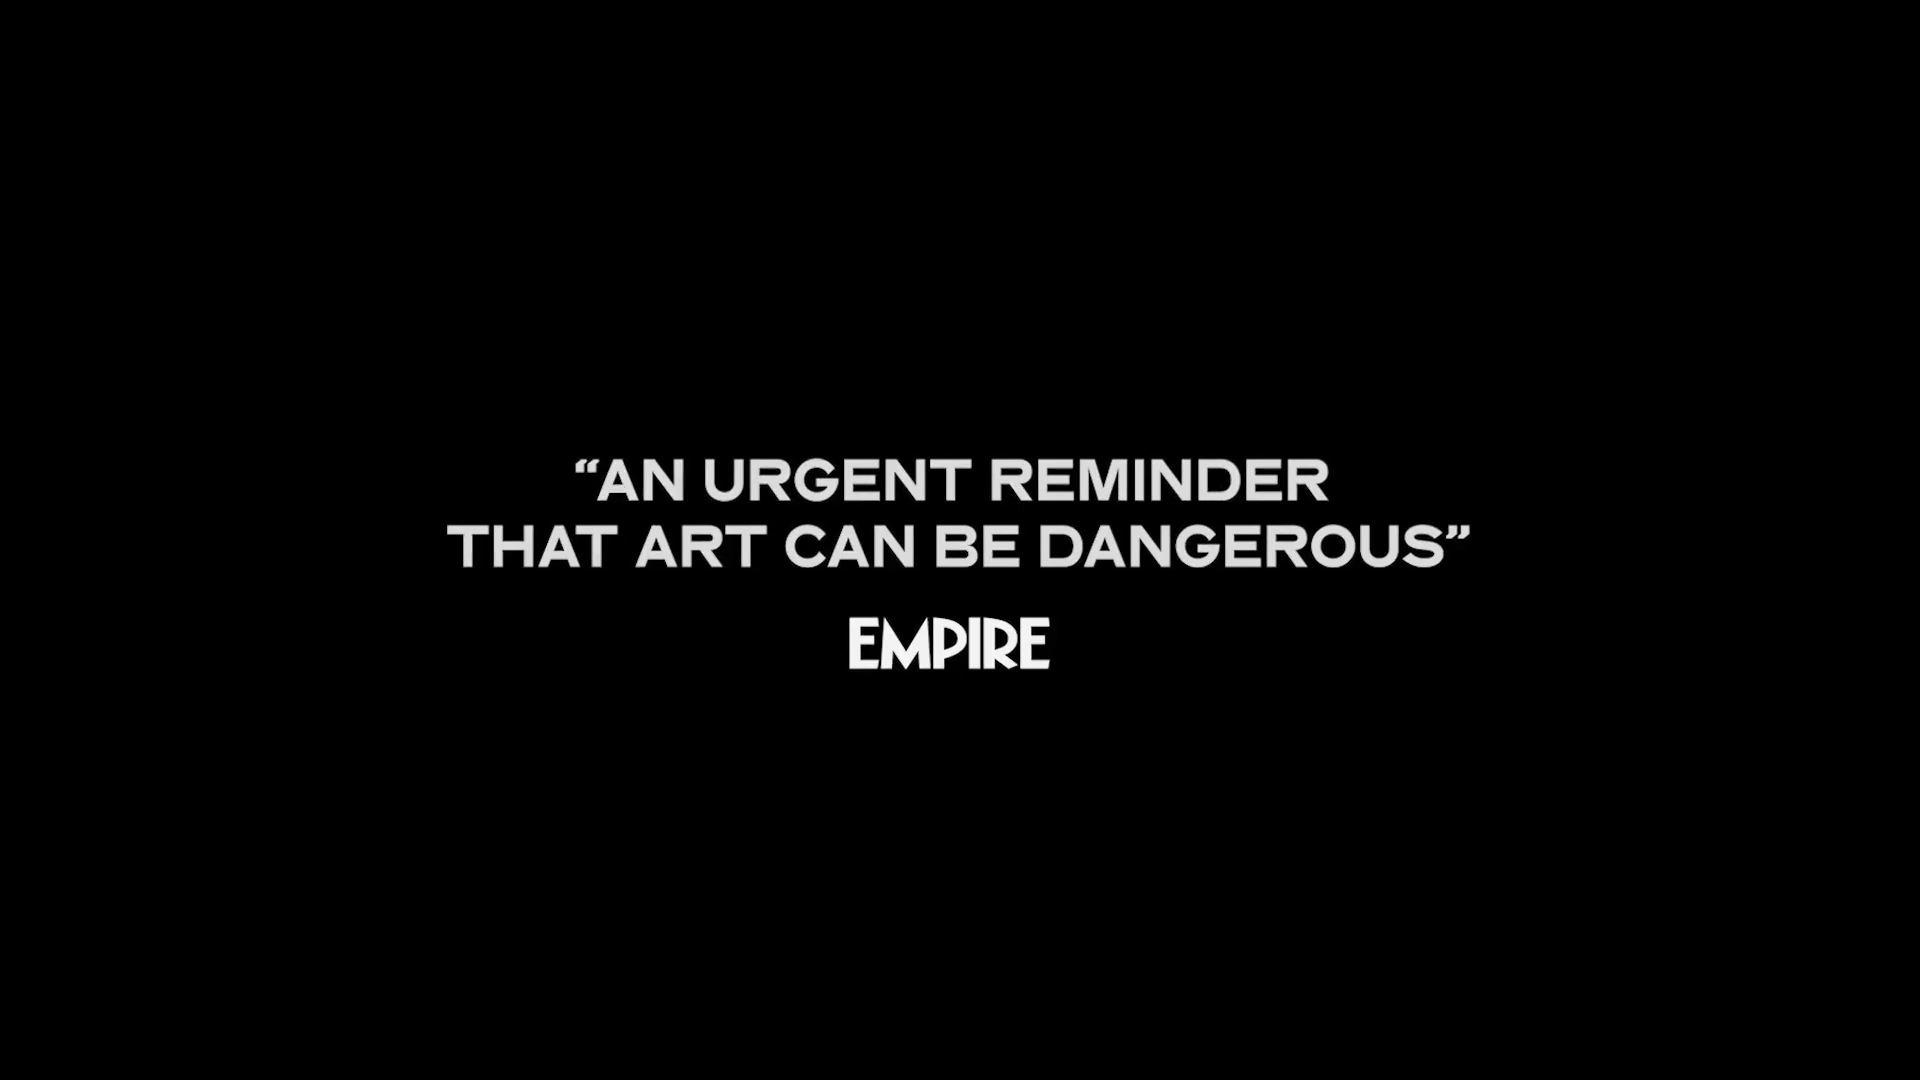 “AN URGENT REMINDER
THAT ART CAN BE DANGEROUS”
EMPIRE